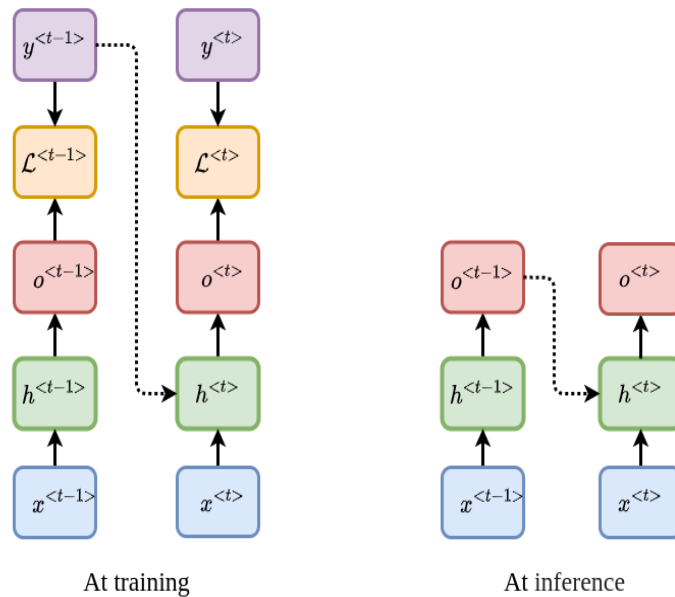 y<t−1> y<t>
ℒ<t−1> ℒ<t>
o<t−1> o<t> o<t−1> o<t>
h<t−1> h<t> h<t−1> h<t>
x<t−1> x<t> x<t−1> x<t>
At training At inference